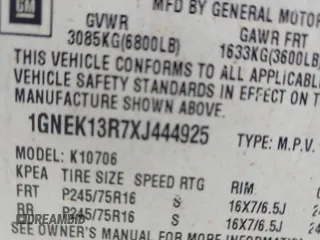 GM MFD BY GENERAL MOTOR
GVWR GAWR FRT
3085KG(6800LB) 1633KG(3600LB
THIS VEHICLE CONFORMS TO ALL
VEHICLE SAFETY STANDARDS IN EFFECT ON
MANUFACTURE SHOWN ABOVE.
1GNEK13R7XJ444925 TYPE: M.P.V.
MODEL: K10706
KPEA TIRE SIZE SPEED RTG RIM
FRT P245/75R16 S 16X7/6.5J
RR P245/75R16 S 16X7/6.5J
SEE OWNER'S MANUAL FOR MORE
DREAMBID